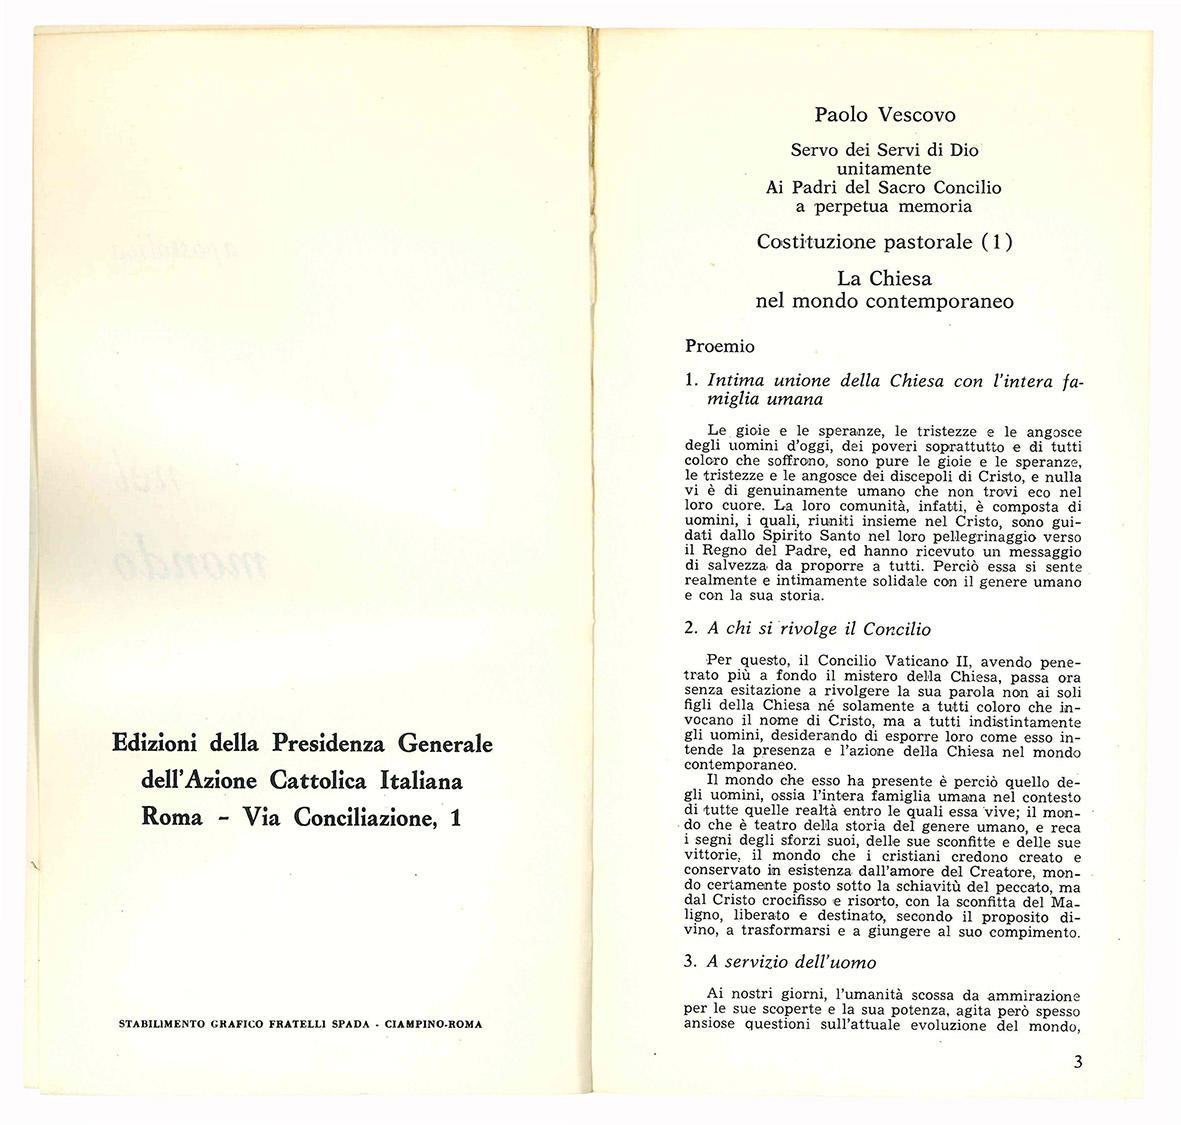 Edizioni della Presidenza Generale
dell'Azione Cattolica Italiana
Roma - Via Conciliazione, 1
STABILIMENTO GRAFICO FRATELLI SPADA - CIAMPINO-ROMA
Paolo Vescovo
Servo dei Servi di Dio
unitamente
Ai Padri del Sacro Concilio
a perpetua memoria
Costituzione pastorale (1)
La Chiesa
nel mondo contemporaneo
Proemio
1. Intima unione della Chiesa con l'intera fa-
miglia umana
Le gioie e le speranze, le tristezze e le angosce
degli uomini d'oggi, dei poveri soprattutto e di tutti
coloro che soffrono, sono pure le gioie e le speranze,
le tristezze e le angosce dei discepoli di Cristo, e nulla
vi è di genuinamente umano che non trovi eco nel
loro cuore. La loro comunità, infatti, è composta di
uomini, i quali, riuniti insieme nel Cristo, sono gui-
dati dallo Spirito Santo nel loro pellegrinaggio verso
il Regno del Padre, ed hanno ricevuto un messaggio
di salvezza da proporre a tutti. Perciò essa si sente
realmente e intimamente solidale con il genere umano
e con la sua storia.
2. A chi si rivolge il Concilio
Per questo, il Concilio Vaticano II, avendo pene-
trato più a fondo il mistero della Chiesa, passa ora
senza esitazione a rivolgere la sua parola non ai soli
figli della Chiesa né solamente a tutti coloro che in-
vocano il nome di Cristo, ma a tutti indistintamente
gli uomini, desiderando di esporre loro come esso in-
tende la presenza e l'azione della Chiesa nel mondo
contemporaneo.
Il mondo che esso ha presente è perciò quello de-
gli uomini, ossia l'intera famiglia umana nel contesto
di tutte quelle realtà entro le quali essa vive; il mon-
do che è teatro della storia del genere umano, e reca
i segni degli sforzi suoi, delle sue sconfitte e delle sue
vittorie, il mondo che i cristiani credono creato e
conservato in esistenza dall'amore del Creatore, mon-
do certamente posto sotto la schiavitù del peccato, ma
dal Cristo crocifisso e risorto, con la sconfitta del Ma-
ligno, liberato e destinato, secondo il proposito di-
vino, a trasformarsi e a giungere al suo compimento.
3. A servizio dell'uomo
Ai nostri giorni, l'umanità scossa da ammirazione
per le sue scoperte e la sua potenza, agita però spesso
ansiose questioni sull'attuale evoluzione del mondo,
3